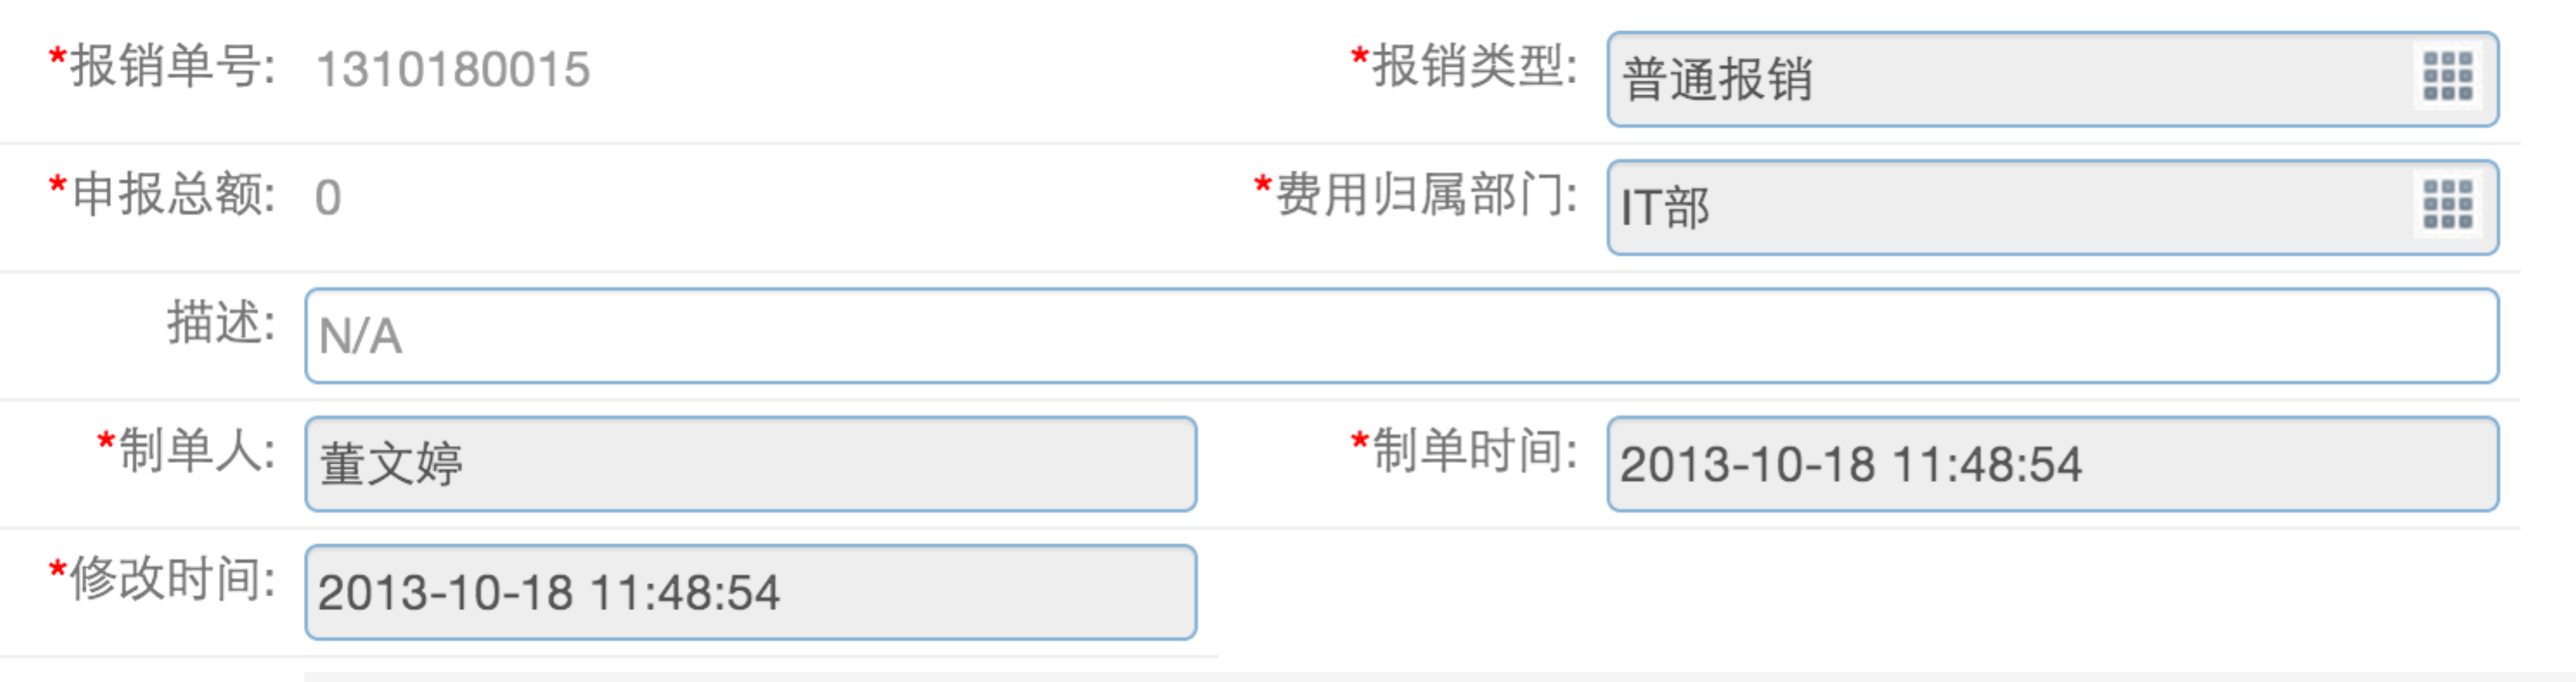 *报销单号: 1310180015 *报销类型: 普通报销
*申报总额: 0 *费用归属部门: IT部
描述: N/A
*制单人: 董文婷 *制单时间: 2013-10-18 11:48:54
*修改时间: 2013-10-18 11:48:54